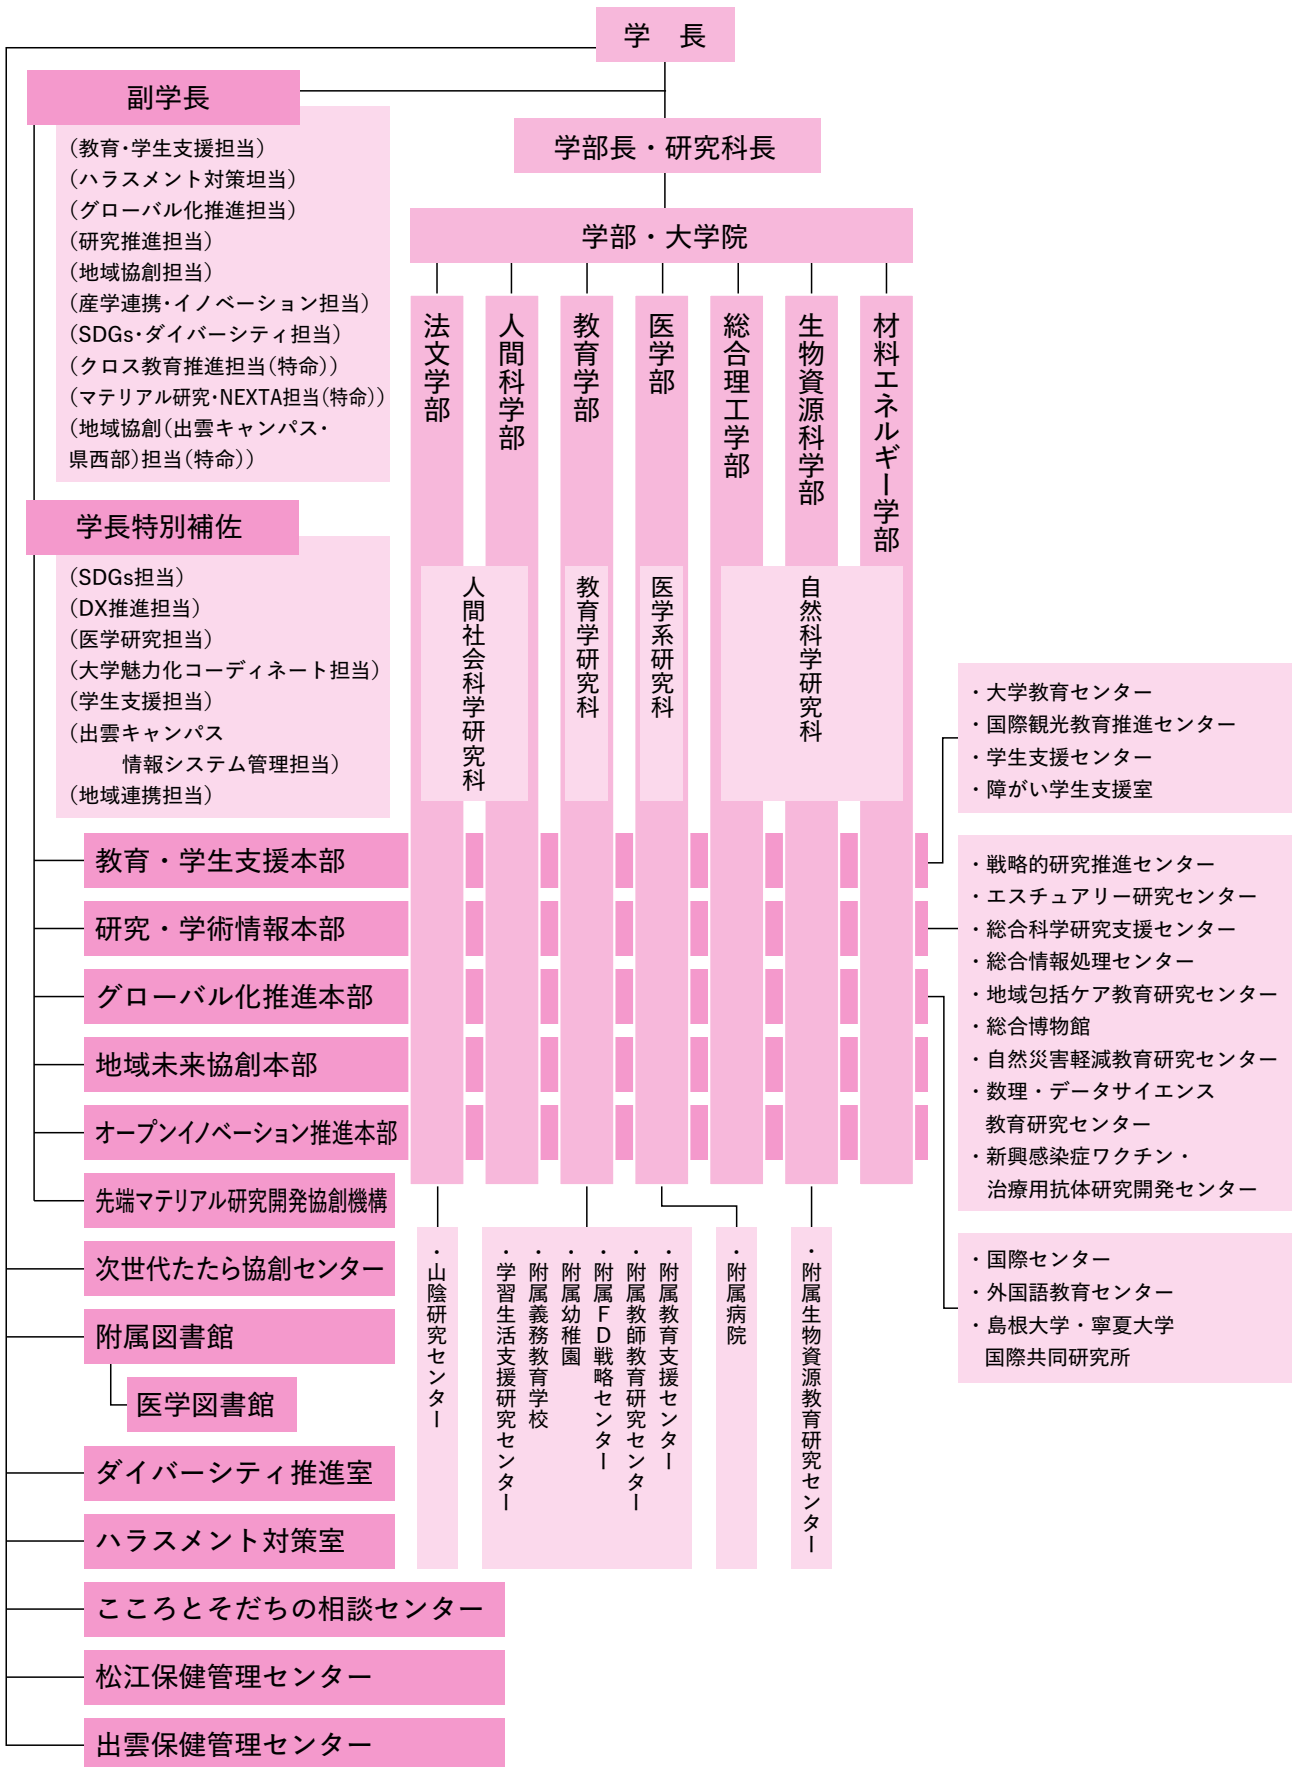 学　長
副学長
(教育･学生支援担当)
(ハラスメント対策担当)
(グローバル化推進担当)
(研究推進担当)
(地域協創担当)
(産学連携･イノベーション担当)
(SDGs･ダイバーシティ担当)
(クロス教育推進担当(特命))
(マテリアル研究･NEXTA担当(特命))
(地域協創(出雲キャンパス･
県西部)担当(特命))
学長特別補佐
(SDGs担当)
(DX推進担当)
(医学研究担当)
(大学魅力化コーディネート担当)
(学生支援担当)
(出雲キャンパス
情報システム管理担当)
(地域連携担当)
学部長・研究科長
学部・大学院
法文学部
人間科学部
教育学部
医学部
総合理工学部
生物資源科学部
材料エネルギー学部
人間社会科学研究科
教育学研究科
医学系研究科
自然科学研究科
教育・学生支援本部
研究・学術情報本部
グローバル化推進本部
地域未来協創本部
オープンイノベーション推進本部
先端マテリアル研究開発協創機構
次世代たたら協創センター
附属図書館
医学図書館
ダイバーシティ推進室
ハラスメント対策室
こころとそだちの相談センター
松江保健管理センター
出雲保健管理センター
・大学教育センター
・国際観光教育推進センター
・学生支援センター
・障がい学生支援室
・戦略的研究推進センター
・エスチュアリー研究センター
・総合科学研究支援センター
・総合情報処理センター
・地域包括ケア教育研究センター
・総合博物館
・自然災害軽減教育研究センター
・数理・データサイエンス
教育研究センター
・新興感染症ワクチン・
治療用抗体研究開発センター
・国際センター
・外国語教育センター
・島根大学・寧夏大学
国際共同研究所
・山陰研究センター
・附属教育支援センター
・附属教師教育研究センター
・附属FD戦略センター
・附属幼稚園
・附属義務教育学校
・学習生活支援研究センター
・附属病院
・附属生物資源教育研究センター